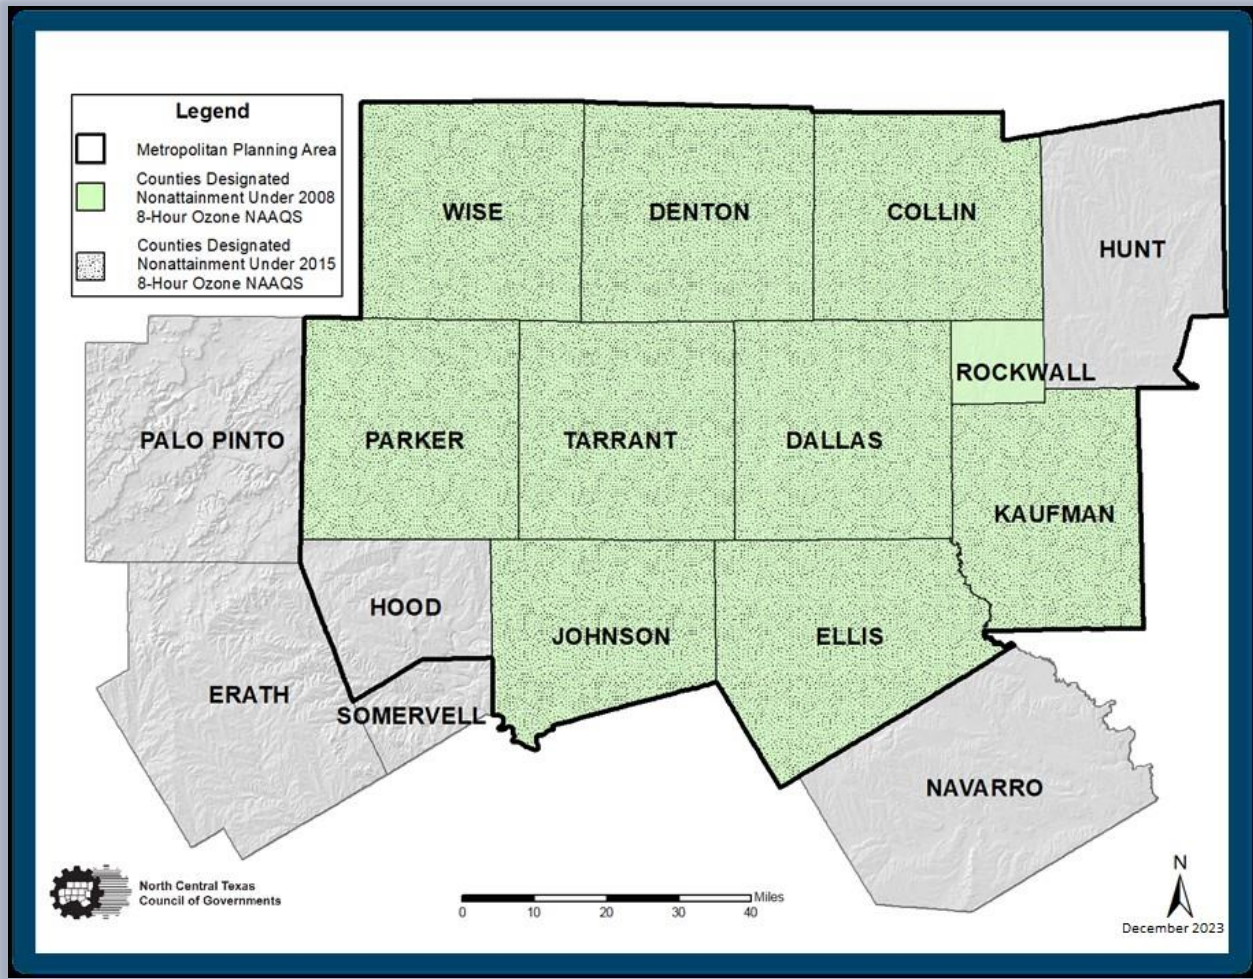 Legend
Metropolitan Planning Area
Counties Designated
Nonattainment Under 2008
8-Hour Ozone NAAQS
Counties Designated
Nonattainment Under 2015
8-Hour Ozone NAAQS
WISE
DENTON
COLLIN
HUNT
ROCKWALL
PALO PINTO
PARKER
TARRANT
DALLAS
KAUFMAN
HOOD
JOHNSON
ELLIS
ERATH
SOMERVELL
NAVARRO
North Central Texas
Council of Governments
Miles
0 10 20 30 40
N
December 2023